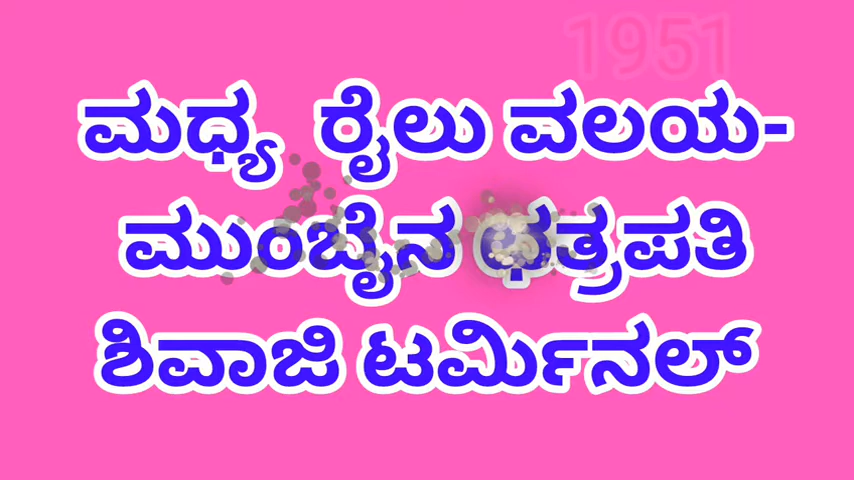 1951
ಮಧ್ಯ ರೈಲು ವಲಯ-
ಮುಂಬೈನ ಛತ್ರಪತಿ
ಶಿವಾಜಿ ಟರ್ಮಿನಲ್